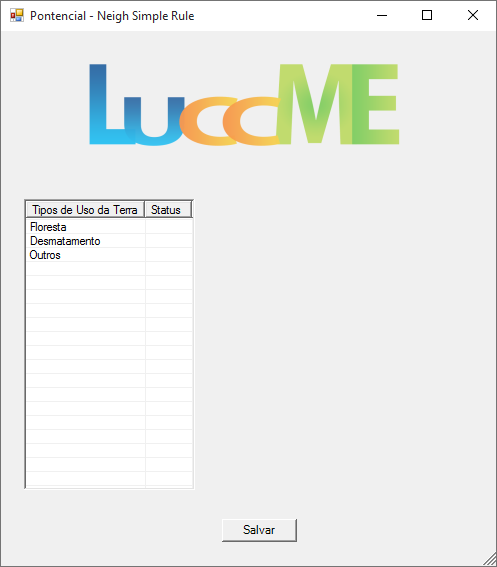 Pontencial - Neigh Simple Rule
LuccME
Tipos de Uso da Terra Status
Floresta
Desmatamento
Outros
Salvar